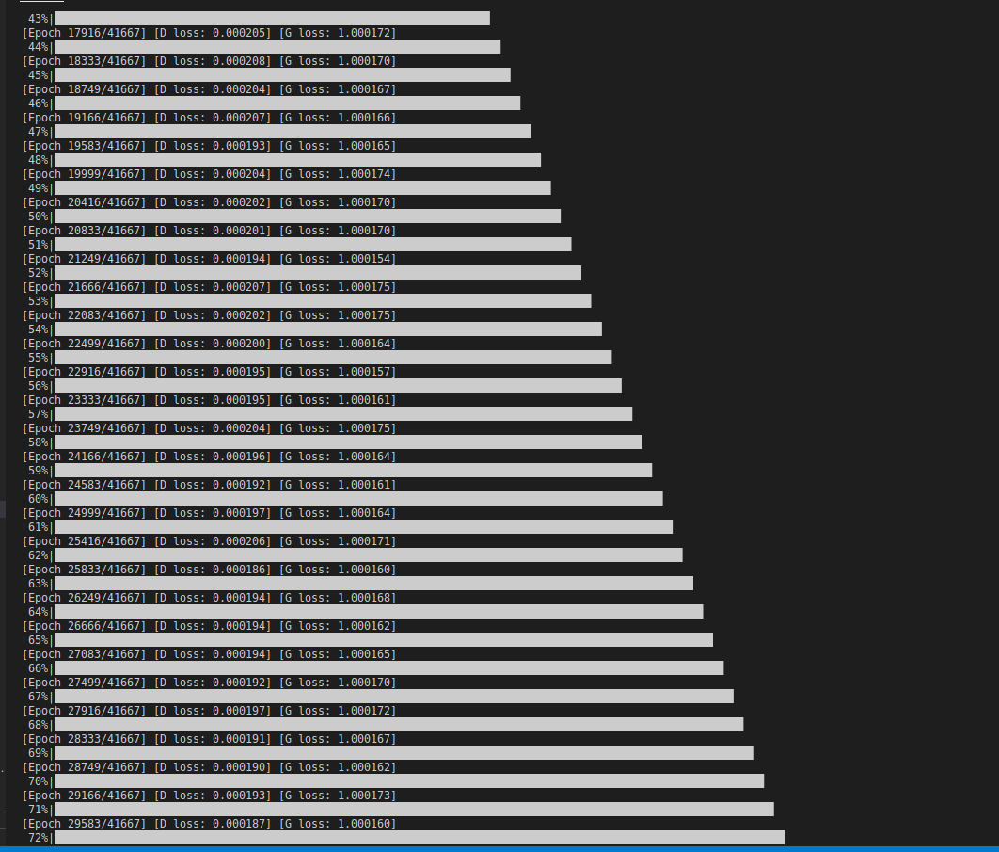 43%|
[Epoch 17916/41667] [D loss: 0.000205] [G loss: 1.000172]
44%|
[Epoch 18333/41667] [D loss: 0.000208] [G loss: 1.000170]
45%|
[Epoch 18749/41667] [D loss: 0.000204] [G loss: 1.000167]
46%|
[Epoch 19166/41667] [D loss: 0.000207] [G loss: 1.000166]
47%|
[Epoch 19583/41667] [D loss: 0.000193] [G loss: 1.000165]
48%|
[Epoch 19999/41667] [D loss: 0.000204] [G loss: 1.000174]
49%|
[Epoch 20416/41667] [D loss: 0.000202] [G loss: 1.000170]
50%|
[Epoch 20833/41667] [D loss: 0.000201] [G loss: 1.000170]
51%|
[Epoch 21249/41667] [D loss: 0.000194] [G loss: 1.000154]
52%|
[Epoch 21666/41667] [D loss: 0.000207] [G loss: 1.000175]
53%|
[Epoch 22083/41667] [D loss: 0.000202] [G loss: 1.000175]
54%|
[Epoch 22499/41667] [D loss: 0.000200] [G loss: 1.000164]
55%|
[Epoch 22916/41667] [D loss: 0.000195] [G loss: 1.000157]
56%|
[Epoch 23333/41667] [D loss: 0.000195] [G loss: 1.000161]
57%|
[Epoch 23749/41667] [D loss: 0.000204] [G loss: 1.000175]
58%|
[Epoch 24166/41667] [D loss: 0.000196] [G loss: 1.000164]
59%|
[Epoch 24583/41667] [D loss: 0.000192] [G loss: 1.000161]
60%|
[Epoch 24999/41667] [D loss: 0.000197] [G loss: 1.000164]
61%|
[Epoch 25416/41667] [D loss: 0.000206] [G loss: 1.000171]
62%|
[Epoch 25833/41667] [D loss: 0.000186] [G loss: 1.000160]
63%|
[Epoch 26249/41667] [D loss: 0.000194] [G loss: 1.000168]
64%|
[Epoch 26666/41667] [D loss: 0.000194] [G loss: 1.000162]
65%|
[Epoch 27083/41667] [D loss: 0.000194] [G loss: 1.000165]
66%|
[Epoch 27499/41667] [D loss: 0.000192] [G loss: 1.000170]
67%|
[Epoch 27916/41667] [D loss: 0.000197] [G loss: 1.000172]
68%|
[Epoch 28333/41667] [D loss: 0.000191] [G loss: 1.000167]
69%|
[Epoch 28749/41667] [D loss: 0.000190] [G loss: 1.000162]
70%|
[Epoch 29166/41667] [D loss: 0.000193] [G loss: 1.000173]
71%|
[Epoch 29583/41667] [D loss: 0.000187] [G loss: 1.000160]
72%|